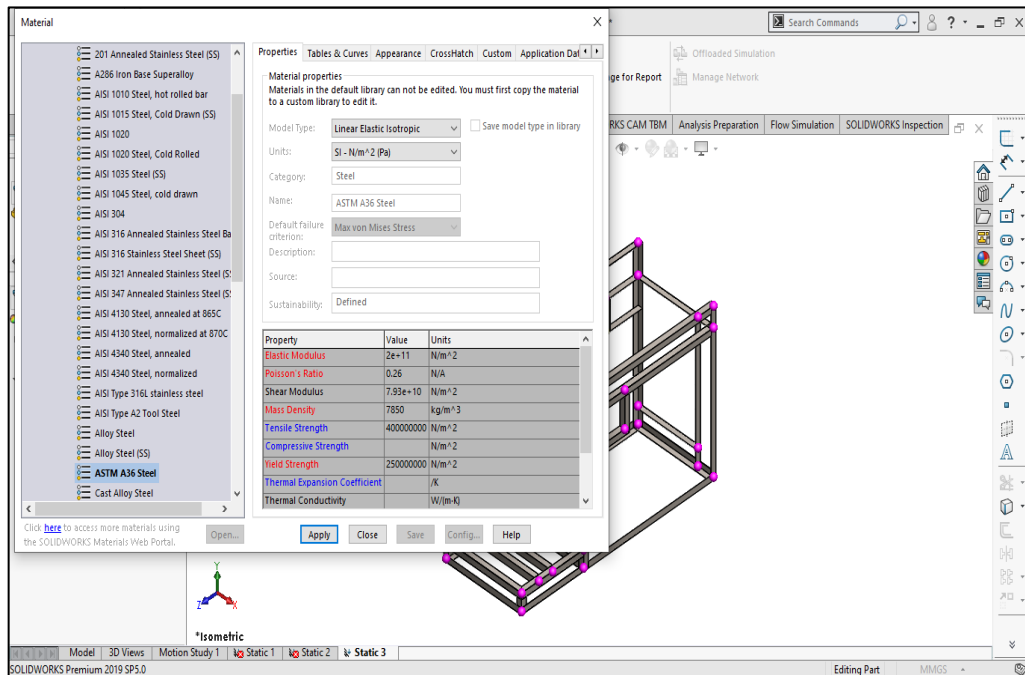 Material
201 Annealed Stainless Steel (SS)
A286 Iron Base Superalloy
AISI 1010 Steel, hot rolled bar
AISI 1015 Steel, Cold Drawn (SS)
AISI 1020
AISI 1020 Steel, Cold Rolled
AISI 1035 Steel (SS)
AISI 1045 Steel, cold drawn
AISI 304
AISI 316 Annealed Stainless Steel Ba
AISI 316 Stainless Steel Sheet (SS)
AISI 321 Annealed Stainless Steel (S
AISI 347 Annealed Stainless Steel (S
AISI 4130 Steel, annealed at 865C
AISI 4130 Steel, normalized at 870C
AISI 4340 Steel, annealed
AISI 4340 Steel, normalized
AISI Type 316L stainless steel
AISI Type A2 Tool Steel
Alloy Steel
Alloy Steel (SS)
ASTM A36 Steel
Cast Alloy Steel
Click here to access more materials using
the SOLIDWORKS Materials Web Portal.
Open...
Properties Tables & Curves Appearance CrossHatch Custom Application Dat
Material properties
Materials in the default library can not be edited. You must first copy the material
to a custom library to edit it.
Model Type: Linear Elastic Isotropic Save model type in library
Units: SI - N/m^2 (Pa)
Category: Steel
Name: ASTM A36 Steel
Default failure
criterion: Max von Mises Stress
Description:
Source:
Sustainability: Defined
Property Value Units
Elastic Modulus 2e+11 N/m^2
Poisson's Ratio 0.26 N/A
Shear Modulus 7.93e+10 N/m^2
Mass Density 7850 kg/m^3
Tensile Strength 400000000 N/m^2
Compressive Strength N/m^2
Yield Strength 250000000 N/m^2
Thermal Expansion Coefficient /K
Thermal Conductivity W/(m·K)
Apply Close Save Config... Help
Search Commands
ge for Report
Offloaded Simulation
Manage Network
RKS CAM TBM Analysis Preparation Flow Simulation SOLIDWORKS Inspection
Y
Z X
*Isometric
Model 3D Views Motion Study 1 Static 1 Static 2 Static 3
SOLIDWORKS Premium 2019 SP5.0 Editing Part MMGS